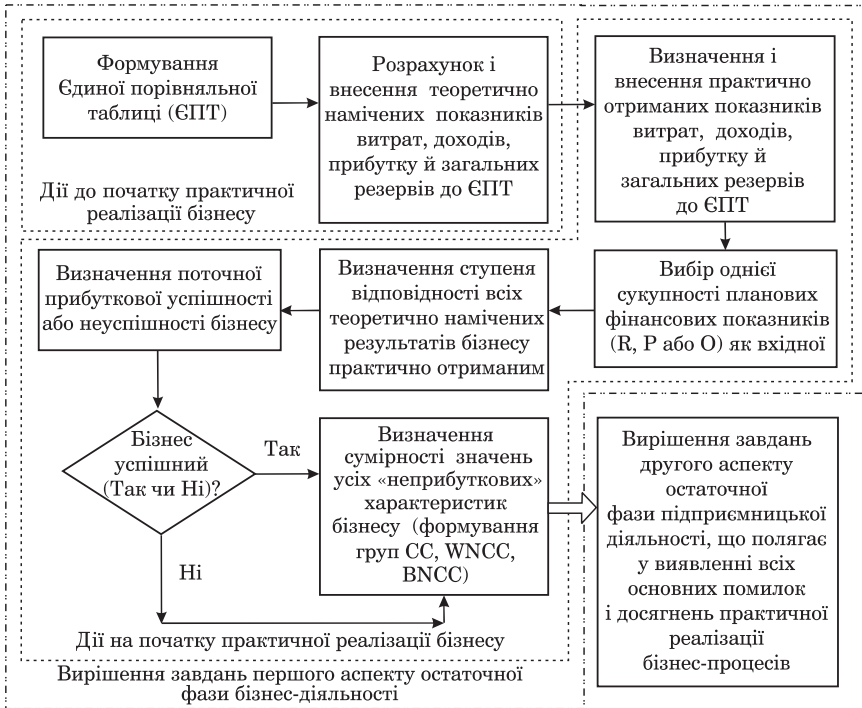 Формування
Єдиної порівняльної
таблиці (ЄПТ)
Розрахунок і
внесення теоретично
намічених показників
витрат, доходів,
прибутку й загальних
резервів до ЄПТ
Визначення і
внесення практично
отриманих показників
витрат, доходів,
прибутку й
загальних резервів
до ЄПТ
Дії до початку практичної
реалізації бізнесу
Вибір однієї
сукупності планових
фінансових показників
(R, P або O) як вхідної
Визначення ступеня
відповідності всіх
теоретично намічених
результатів бізнесу
практично отриманим
Визначення поточної
прибуткової успішності
або неуспішності бізнесу
Бізнес
успішний
(Так чи Ні)?
Так
Ні
Визначення
сумірності значень
усіх «неприбуткових»
характеристик
бізнесу (формування
груп CC, WNCC,
BNCC)
Дії на початку практичної реалізації бізнесу
Вирішення завдань першого аспекту остаточної
фази бізнес-діяльності
Вирішення завдань
другого аспекту
остаточної
фази підприємницької
діяльності, що полягає
у виявленні всіх
основних помилок
і досягнень практичної
реалізації
бізнес-процесів